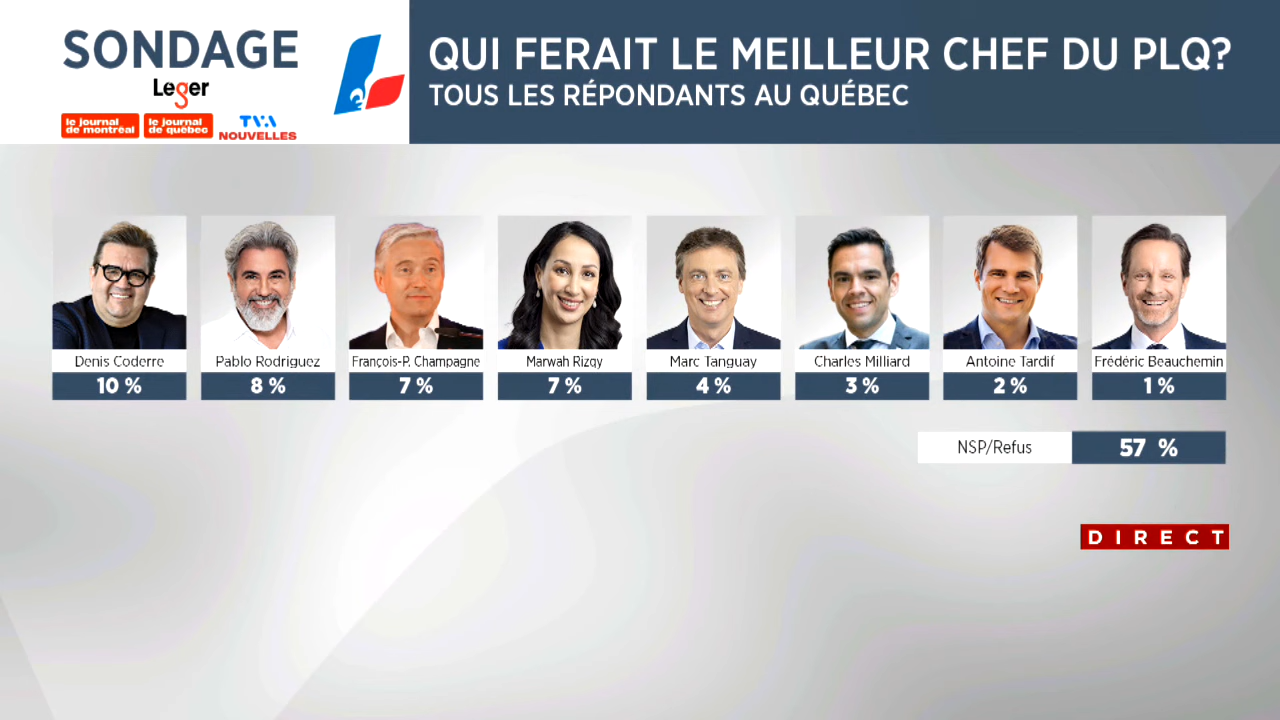 SONDAGE
Leger
le journal de montréal
le journal de québec
TVA NOUVELLES
QUI FERAIT LE MEILLEUR CHEF DU PLQ?
TOUS LES RÉPONDANTS AU QUÉBEC
Denis Coderre
10 %
Pablo Rodriguez
8 %
François-P. Champagne
7 %
Marwah Rizqy
7 %
Marc Tanguay
4 %
Charles Milliard
3 %
Antoine Tardif
2 %
Frédéric Beauchemin
1 %
NSP/Refus
57 %
DIRECT